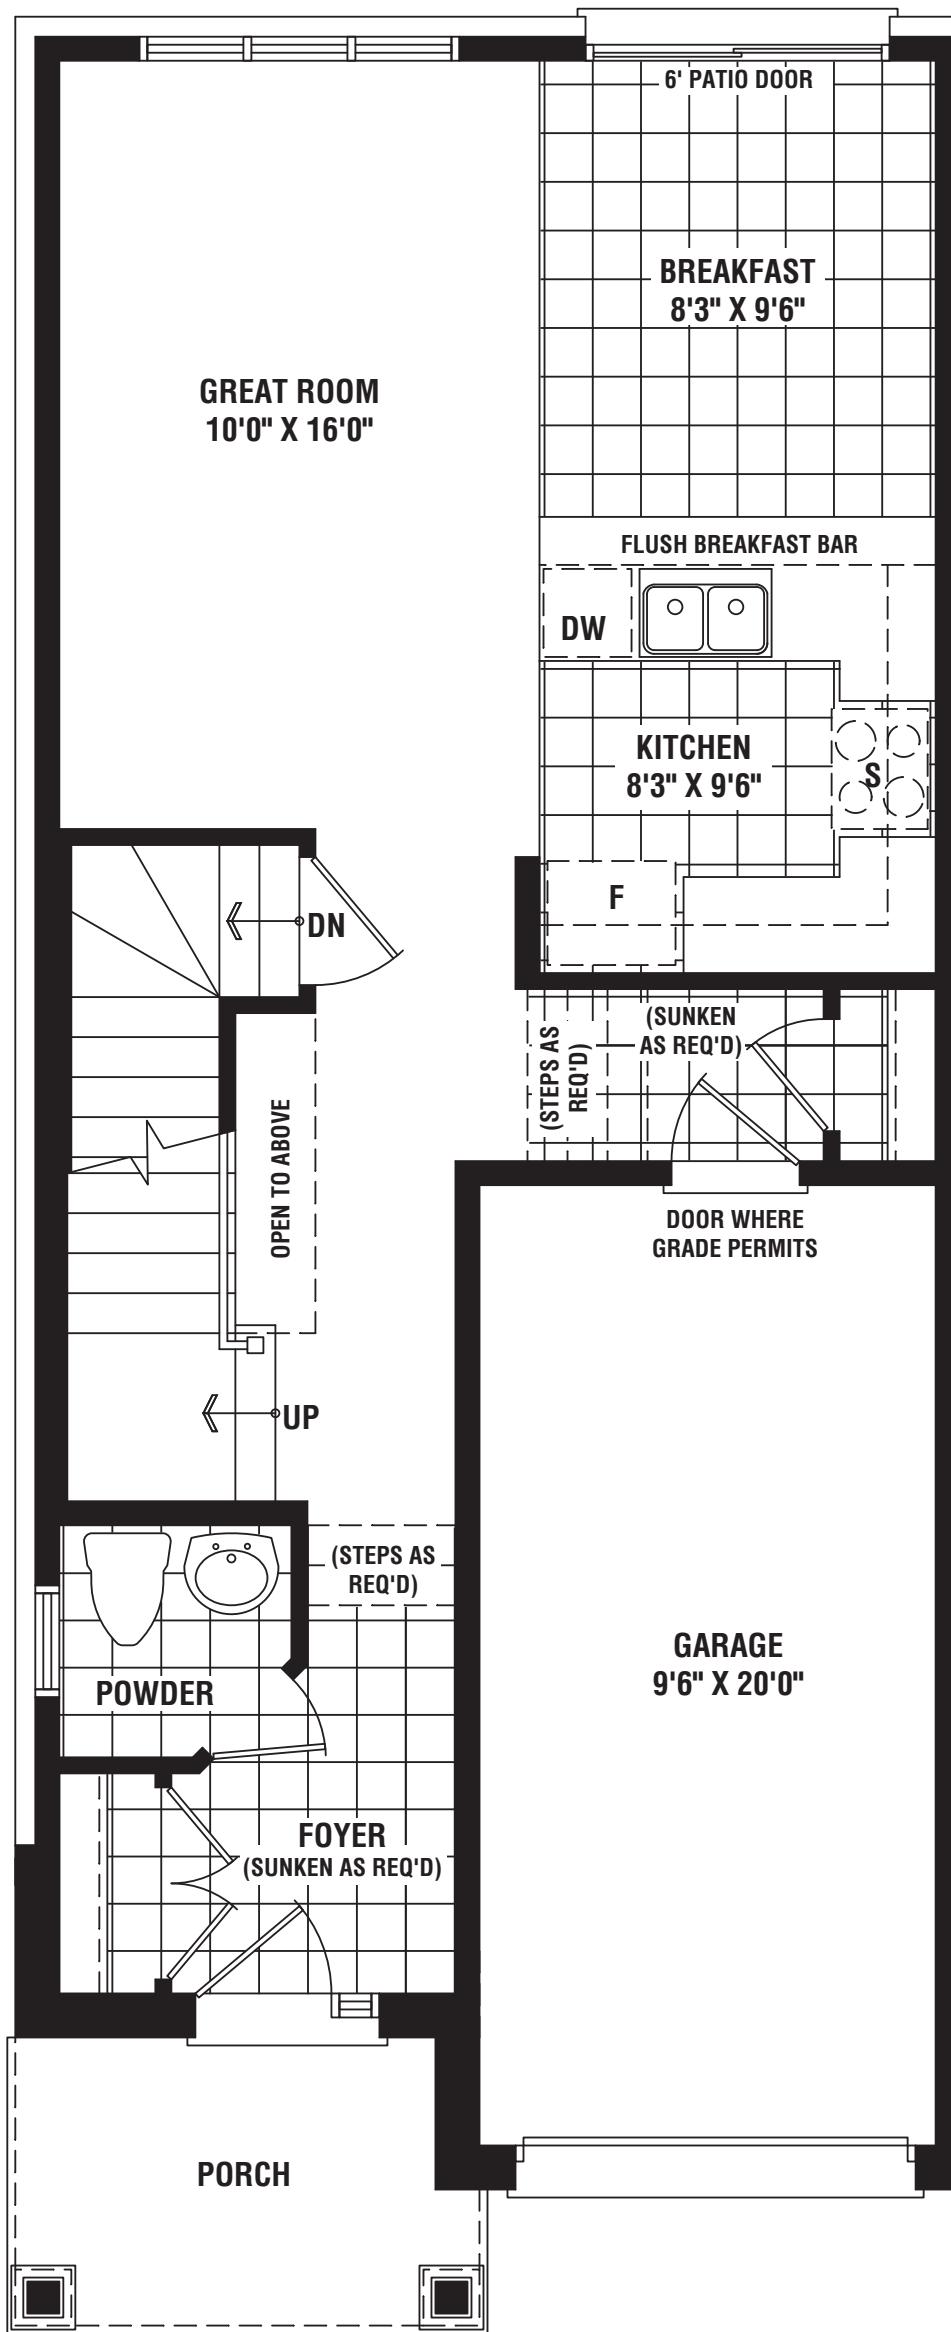 6' PATIO DOOR
BREAKFAST
8'3" X 9'6"
GREAT ROOM
10'0" X 16'0"
FLUSH BREAKFAST BAR
DW
KITCHEN
8'3" X 9'6"
S
F
DN
(STEPS AS
REQ'D)
(SUNKEN
AS REQ'D)
OPEN TO ABOVE
DOOR WHERE
GRADE PERMITS
UP
(STEPS AS
REQ'D)
POWDER
GARAGE
9'6" X 20'0"
FOYER
(SUNKEN AS REQ'D)
PORCH